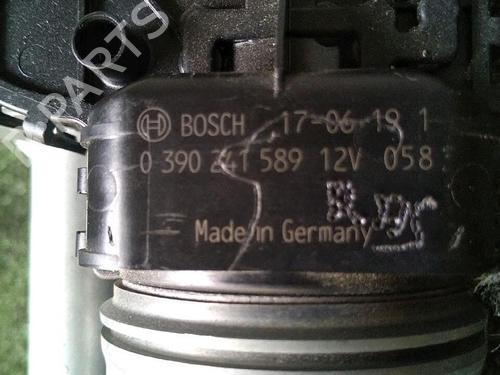 PARTS
BOSCH 17-06-19 1
0 390 241 589 12V 058
Made in Germany